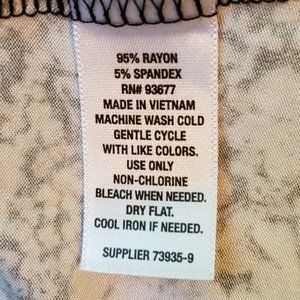 95% RAYON
5% SPANDEX
RN# 93677
MADE IN VIETNAM
MACHINE WASH COLD
GENTLE CYCLE
WITH LIKE COLORS.
USE ONLY
NON-CHLORINE
BLEACH WHEN NEEDED.
DRY FLAT.
COOL IRON IF NEEDED.
SUPPLIER 73935-9